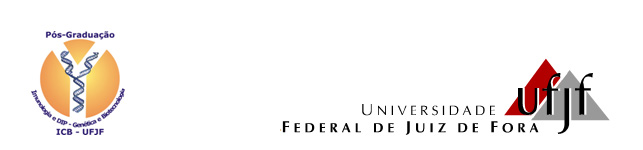 Pós-Graduação
Imunologia e DIP - Genética e Biotecnologia
ICB - UFJF
ufjf
UNIVERSIDADE
FEDERAL DE JUIZ DE FORA